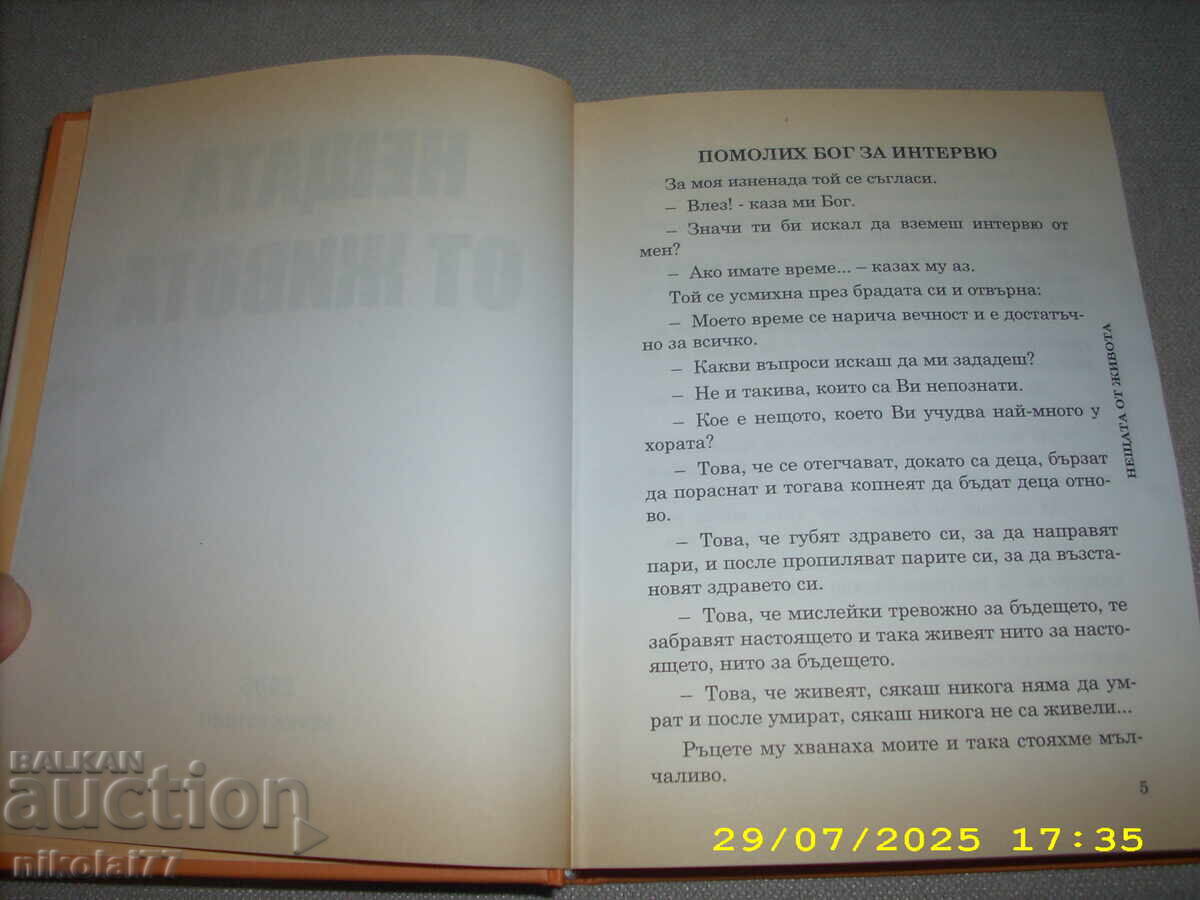 НЕЩАТА
ОТ ЖИВОТА
ПОМОЛИХ БОГ ЗА ИНТЕРВЮ
За моя изненада той се съгласи.
– Влез! - каза ми Бог.
– Значи ти би искал да вземеш интервю от
мен?
– Ако имате време... – казах му аз.
Той се усмихна през брадата си и отвърна:
– Моето време се нарича вечност и е достатъч-
но за всичко.
– Какви въпроси искаш да ми зададеш?
– Не и такива, които са Ви непознати.
– Кое е нещото, което Ви учудва най-много у
хората?
– Това, че се отегчават, докато са деца, бързат
да пораснат и тогава копнеят да бъдат деца отно-
во.
– Това, че губят здравето си, за да направят
пари, и после пропиляват парите си, за да възста-
новят здравето си.
– Това, че мислейки тревожно за бъдещето, те
забравят настоящето и така живеят нито за насто-
ящето, нито за бъдещето.
– Това, че живеят, сякаш никога няма да ум-
рат и после умират, сякаш никога не са живели...
Ръцете му хванаха моите и така стояхме мъл-
чаливо.
НЕЩАТА ОТ ЖИВОТА
5
BALKAN
auction
nikolai77
29/07/2025 17:35